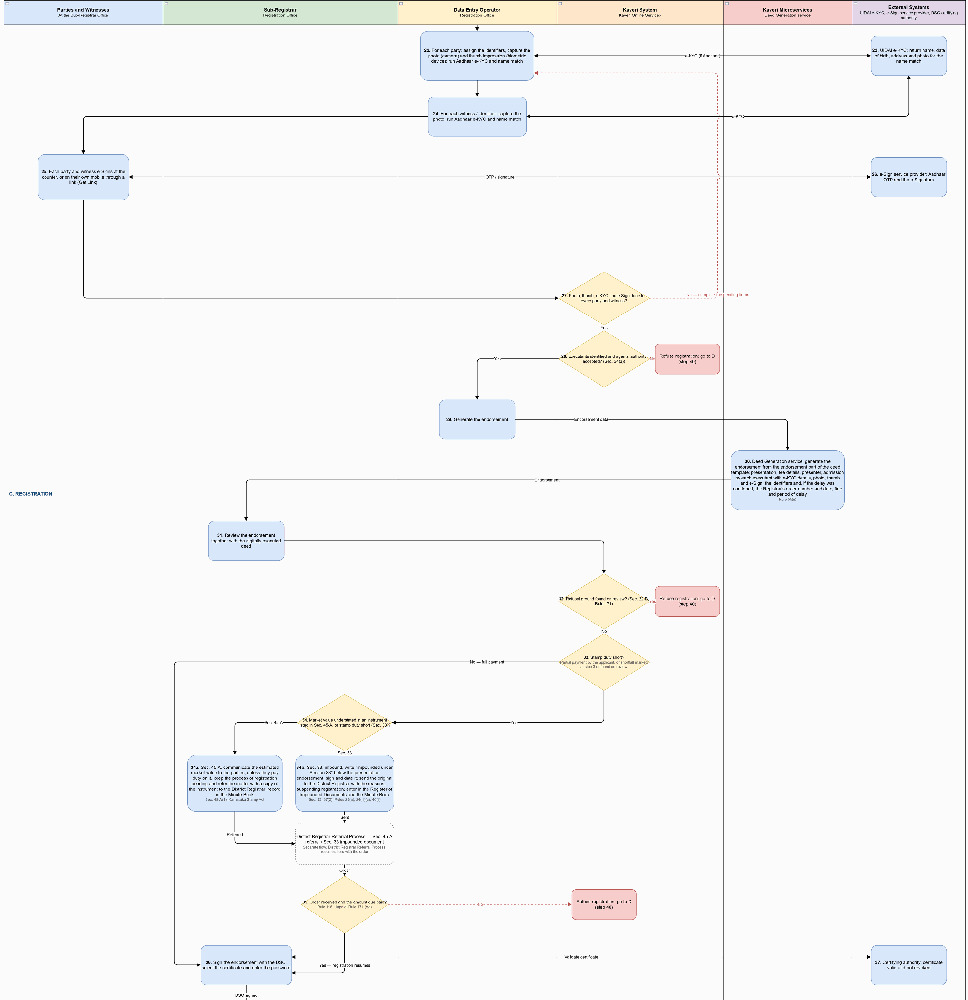 Parties and Witnesses
At the Sub-Registrar Office
Sub-Registrar
Registration Office
Data Entry Operator
Registration Office
Kaveri System
Kaveri Online Services
Kaveri Microservices
Deed Generation service
External Systems
UIDAI e-KYC, e-Sign service provider, DSC certifying
authority
22. For each party: assign the identifiers, capture the
photo (camera) and thumb impression (biometric
device); run Aadhaar e-KYC and name match
e-KYC (if Aadhaar)
23. UIDAI e-KYC: return name, date
of birth, address and photo for the
name match
24. For each witness / identifier: capture the
photo; run Aadhaar e-KYC and name match
e-KYC
25. Each party and witness e-Signs at the
counter, or on their own mobile through a
link (Get Link)
OTP / signature
26. e-Sign service provider: Aadhaar
OTP and the e-Signature
27. Photo, thumb, e-KYC and e-Sign done for
every party and witness?
No — complete the pending items
Yes
28. Executants identified and agents' authority
accepted? (Sec. 34(3))
Yes
No
Refuse registration: go to D
(step 40)
29. Generate the endorsement
Endorsement data
30. Deed Generation service: generate the
endorsement from the endorsement part of the deed
template: presentation, fee details, presenter, admission
by each executant with e-KYC details, photo, thumb
and e-Sign, the identifiers and, if the delay was
condoned, the Registrar's order number and date, fine
and period of delay
Rule 55(ii)
Endorsement
C. REGISTRATION
31. Review the endorsement
together with the digitally executed
deed
32. Refusal ground found on review? (Sec. 22-B,
Rule 171)
Yes
Refuse registration: go to D
(step 40)
No
33. Stamp duty short?
Partial payment by the applicant, or shortfall marked
at step 3 or found on review
No — full payment
Yes
34. Market value understated in an instrument
listed in Sec. 45-A, or stamp duty short (Sec. 33)?
Sec. 45-A
Sec. 33
34a. Sec. 45-A: communicate the estimated
market value to the parties; unless they pay
duty on it, keep the process of registration
pending and refer the matter with a copy of
the instrument to the District Registrar; record
in the Minute Book
Sec. 45-A(1), Karnataka Stamp Act
34b. Sec. 33: impound; write "Impounded under
Section 33" below the presentation
endorsement, sign and date it; send the original
to the District Registrar with the reasons,
suspending registration; enter in the Register of
Impounded Documents and the Minute Book
Sec. 33, 37(2); Rules 23(a), 24(iii)(a), 46(ii)
Sent
Referred
District Registrar Referral Process — Sec. 45-A
referral / Sec. 33 impounded document
Separate flow: District Registrar Referral Process;
resumes here with the order
Order
35. Order received and the amount due paid?
Rule 116. Unpaid: Rule 171 (xvi)
No
Refuse registration: go to D
(step 40)
36. Sign the endorsement with the DSC:
select the certificate and enter the password
Yes — registration resumes
Validate certificate
37. Certifying authority: certificate
valid and not revoked
DSC signed